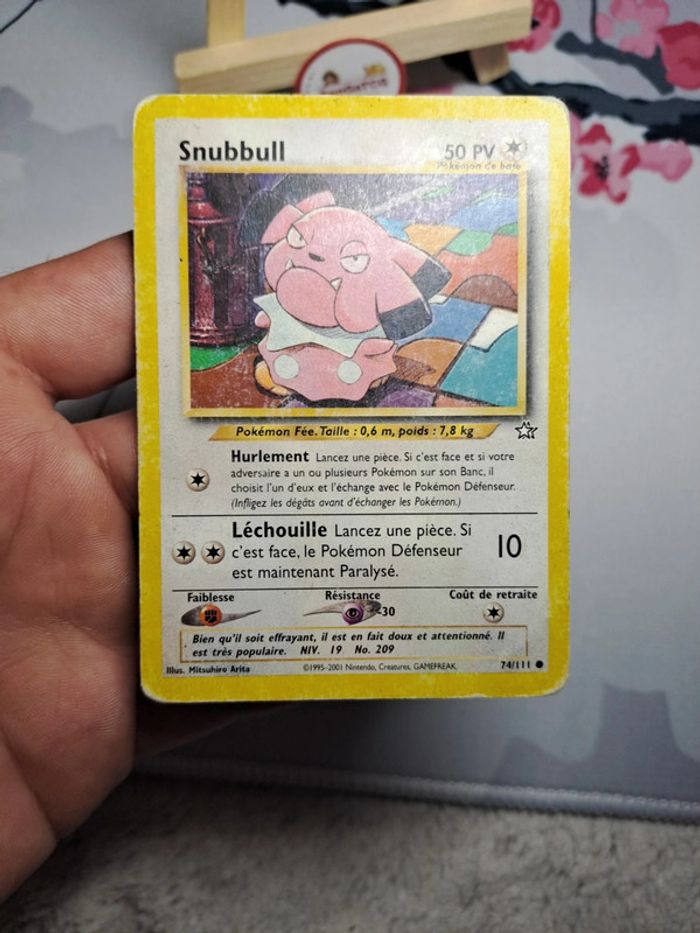 Snubbull
50 PV
Pokémon de base
Pokémon Fée. Taille : 0,6 m, poids : 7,8 kg
Hurlement Lancez une pièce. Si c'est face et si votre
adversaire a un ou plusieurs Pokémon sur son Banc, il
choisit l'un d'eux et l'échange avec le Pokémon Défenseur.
(Infligez les dégâts avant d'échanger les Pokémon.)
Léchouille Lancez une pièce. Si
c'est face, le Pokémon Défenseur
est maintenant Paralysé.
10
Faiblesse
Résistance
Coût de retraite
-30
Bien qu'il soit effrayant, il est en fait doux et attentionné. Il
est très populaire. NIV. 19 No. 209
Illus. Mitsuhiro Arita
©1995-2001 Nintendo, Creatures, GAMEFREAK.
74/111